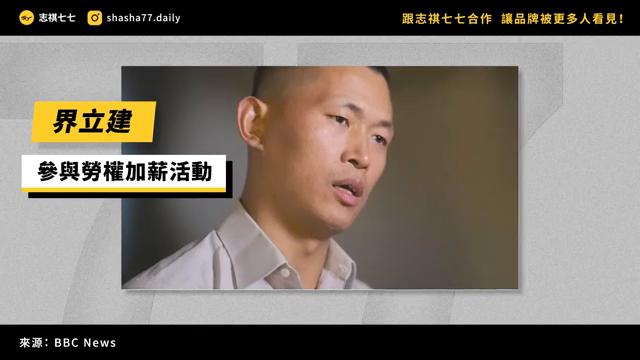 志祺七七
shasha77.daily
跟志祺七七合作 讓品牌被更多人看見!
界立建
參與勞權加薪活動
來源: BBC News